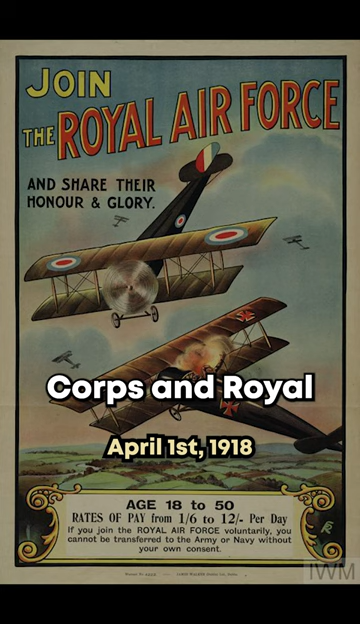 JOIN
THE ROYAL AIR FORCE
AND SHARE THEIR
HONOUR & GLORY.
Corps and Royal
April 1st, 1918
AGE 18 to 50
RATES OF PAY from 1/6 to 12/- Per Day
If you join the ROYAL AIR FORCE voluntarily, you
cannot be transferred to the Army or Navy without
your own consent.
IWM